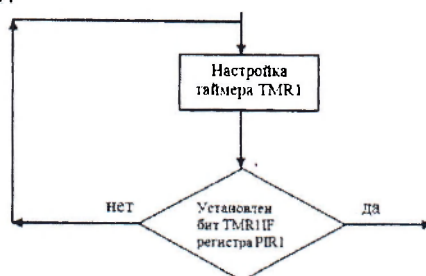 Настройка
таймера TMR1
нет
да
Установлен
бит TMR1IF
регистра PIR1